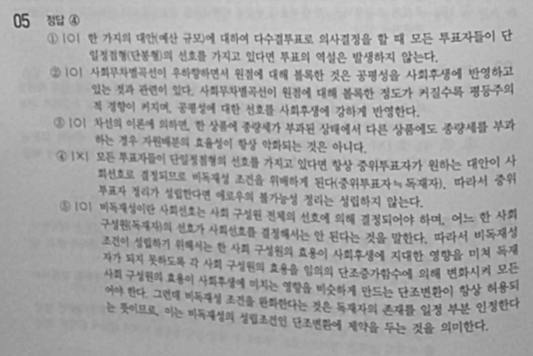 05 정답 ④
① IOI 한 가지의 대안(예산 규모)에 대하여 다수결투표로 의사결정을 할 때 모든 투표자들이 단
일정점형(단봉형)의 선호를 가지고 있다면 투표의 역설은 발생하지 않는다.
② IOI 사회무차별곡선이 우하향하면서 원점에 대해 볼록한 것은 공평성을 사회후생에 반영하고
있는 것과 관련이 있다. 사회무차별곡선이 원점에 대해 볼록한 정도가 커질수록 평등주의
적 경향이 커지며, 공평성에 대한 선호를 사회후생에 강하게 반영한다.
③ IOI 차선의 이론에 의하면, 한 상품에 종량세가 부과된 상태에서 다른 상품에도 종량세를 부과
하는 경우 자원배분의 효율성이 항상 악화되는 것은 아니다.
④ I×I 모든 투표자들이 단일정점형의 선호를 가지고 있다면 항상 중위투표자가 원하는 대안이 사
회선호로 결정되므로 비독재성 조건을 위배하게 된다(중위투표자≒독재자). 따라서 중위
투표자 정리가 성립한다면 애로우의 불가능성 정리는 성립하지 않는다.
⑤ IOI 비독재성이란 사회선호는 사회 구성원 전체의 선호에 의해 결정되어야 하며, 어느 한 사회
구성원(독재자)의 선호가 사회선호를 결정해서는 안 된다는 것을 말한다. 따라서 비독재성
조건이 성립하기 위해서는 한 사회 구성원의 효용이 사회후생에 지대한 영향을 미쳐 독재
자가 되지 못하도록 각 사회 구성원의 효용을 임의의 단조증가함수에 의해 변화시켜 모든
사회 구성원의 효용이 사회후생에 미치는 영향을 비슷하게 만드는 단조변환이 항상 허용되
어야 한다. 그런데 비독재성 조건을 완화한다는 것은 독재자의 존재를 일정 부분 인정한다
는 뜻이므로, 이는 비독재성의 성립조건인 단조변환에 제약을 두는 것을 의미한다.